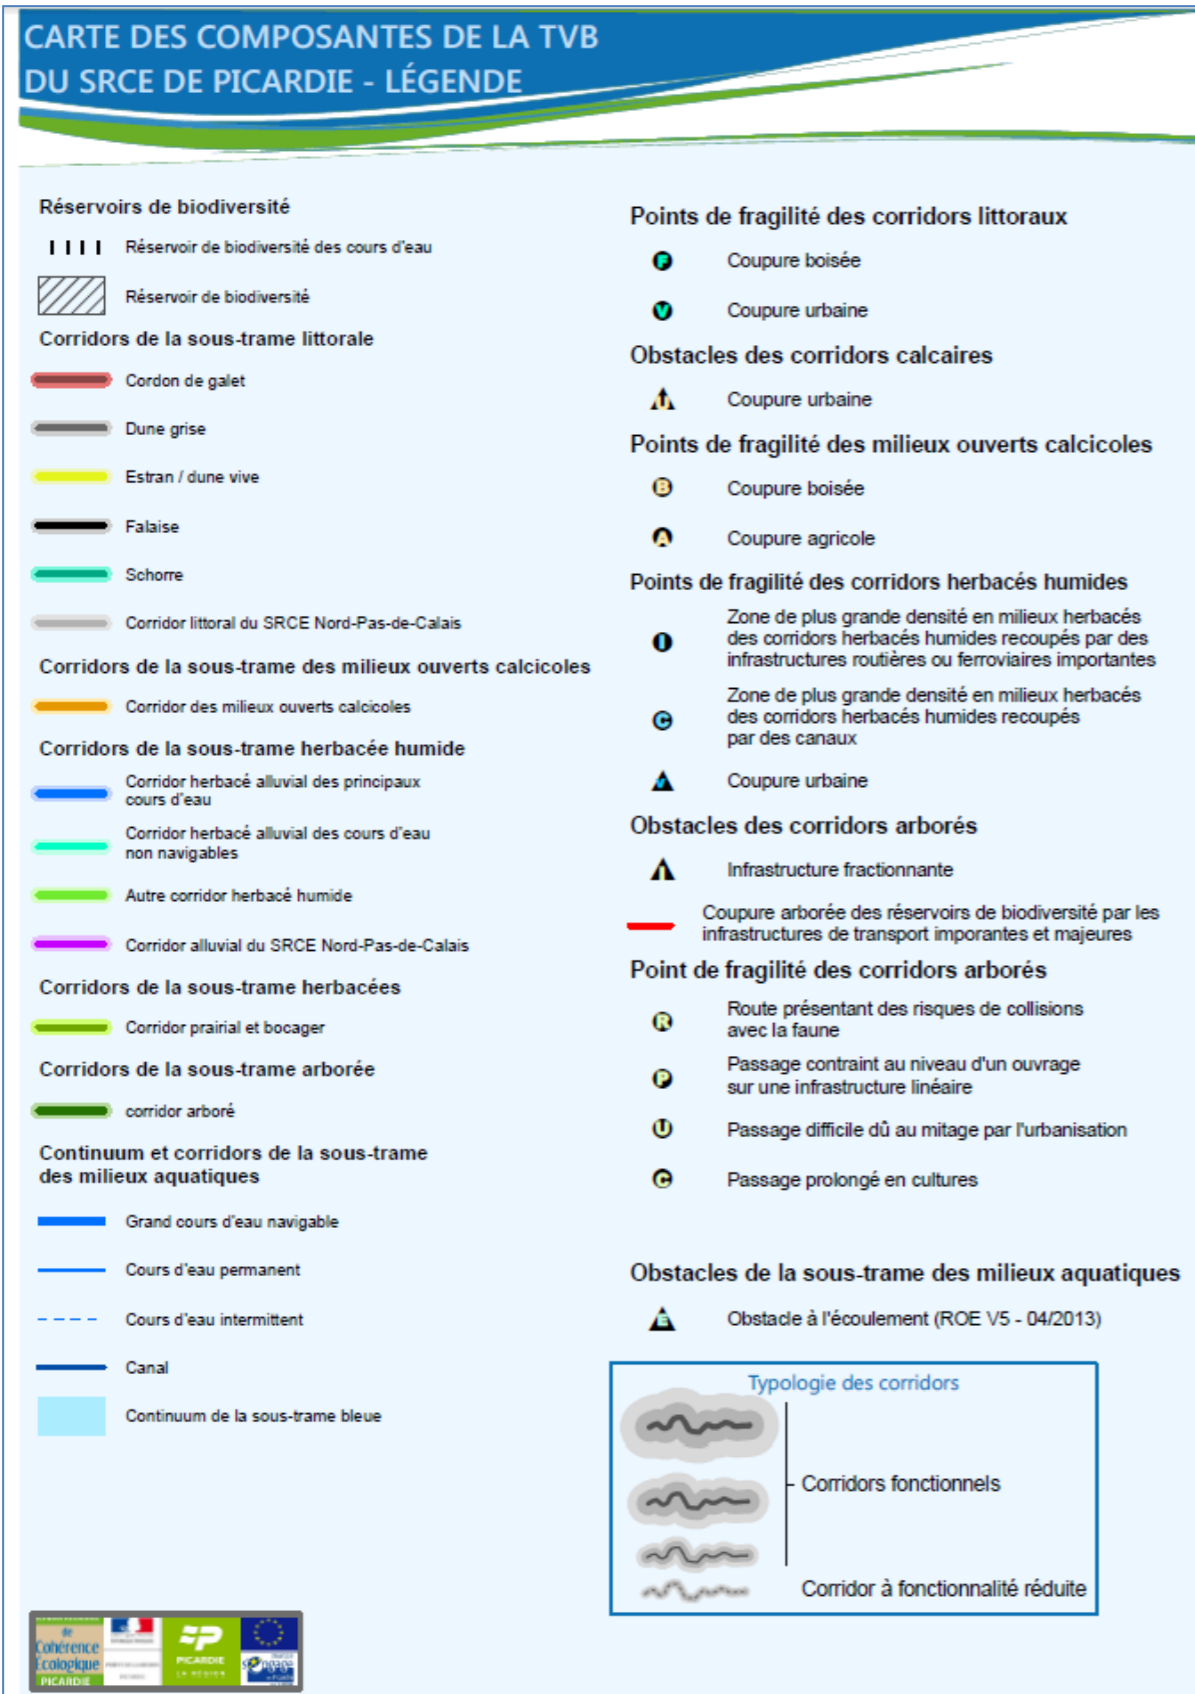 CARTE DES COMPOSANTES DE LA TVB
DU SRCE DE PICARDIE - LÉGENDE
Réservoirs de biodiversité
Réservoir de biodiversité des cours d'eau
Réservoir de biodiversité
Corridors de la sous-trame littorale
Cordon de galet
Dune grise
Estran / dune vive
Falaise
Schorre
Corridor littoral du SRCE Nord-Pas-de-Calais
Corridors de la sous-trame des milieux ouverts calcicoles
Corridor des milieux ouverts calcicoles
Corridors de la sous-trame herbacée humide
Corridor herbacé alluvial des principaux
cours d'eau
Corridor herbacé alluvial des cours d'eau
non navigables
Autre corridor herbacé humide
Corridor alluvial du SRCE Nord-Pas-de-Calais
Corridors de la sous-trame herbacées
Corridor prairial et bocager
Corridors de la sous-trame arborée
corridor arboré
Continuum et corridors de la sous-trame
des milieux aquatiques
Grand cours d'eau navigable
Cours d'eau permanent
Cours d'eau intermittent
Canal
Continuum de la sous-trame bleue
de
Cohérence
Écologique
PICARDIE
PICARDIE
LA RÉGION
s'engage
Points de fragilité des corridors littoraux
F Coupure boisée
V Coupure urbaine
Obstacles des corridors calcaires
U Coupure urbaine
Points de fragilité des milieux ouverts calcicoles
B Coupure boisée
A Coupure agricole
Points de fragilité des corridors herbacés humides
Zone de plus grande densité en milieux herbacés
I des corridors herbacés humides recoupés par des
infrastructures routières ou ferroviaires importantes
Zone de plus grande densité en milieux herbacés
C des corridors herbacés humides recoupés
par des canaux
Coupure urbaine
Obstacles des corridors arborés
I Infrastructure fractionnante
Coupure arborée des réservoirs de biodiversité par les
infrastructures de transport imporantes et majeures
Point de fragilité des corridors arborés
R Route présentant des risques de collisions
avec la faune
P Passage contraint au niveau d'un ouvrage
sur une infrastructure linéaire
U Passage difficile dû au mitage par l'urbanisation
C Passage prolongé en cultures
Obstacles de la sous-trame des milieux aquatiques
E Obstacle à l'écoulement (ROE V5 - 04/2013)
Typologie des corridors
Corridors fonctionnels
Corridor à fonctionnalité réduite